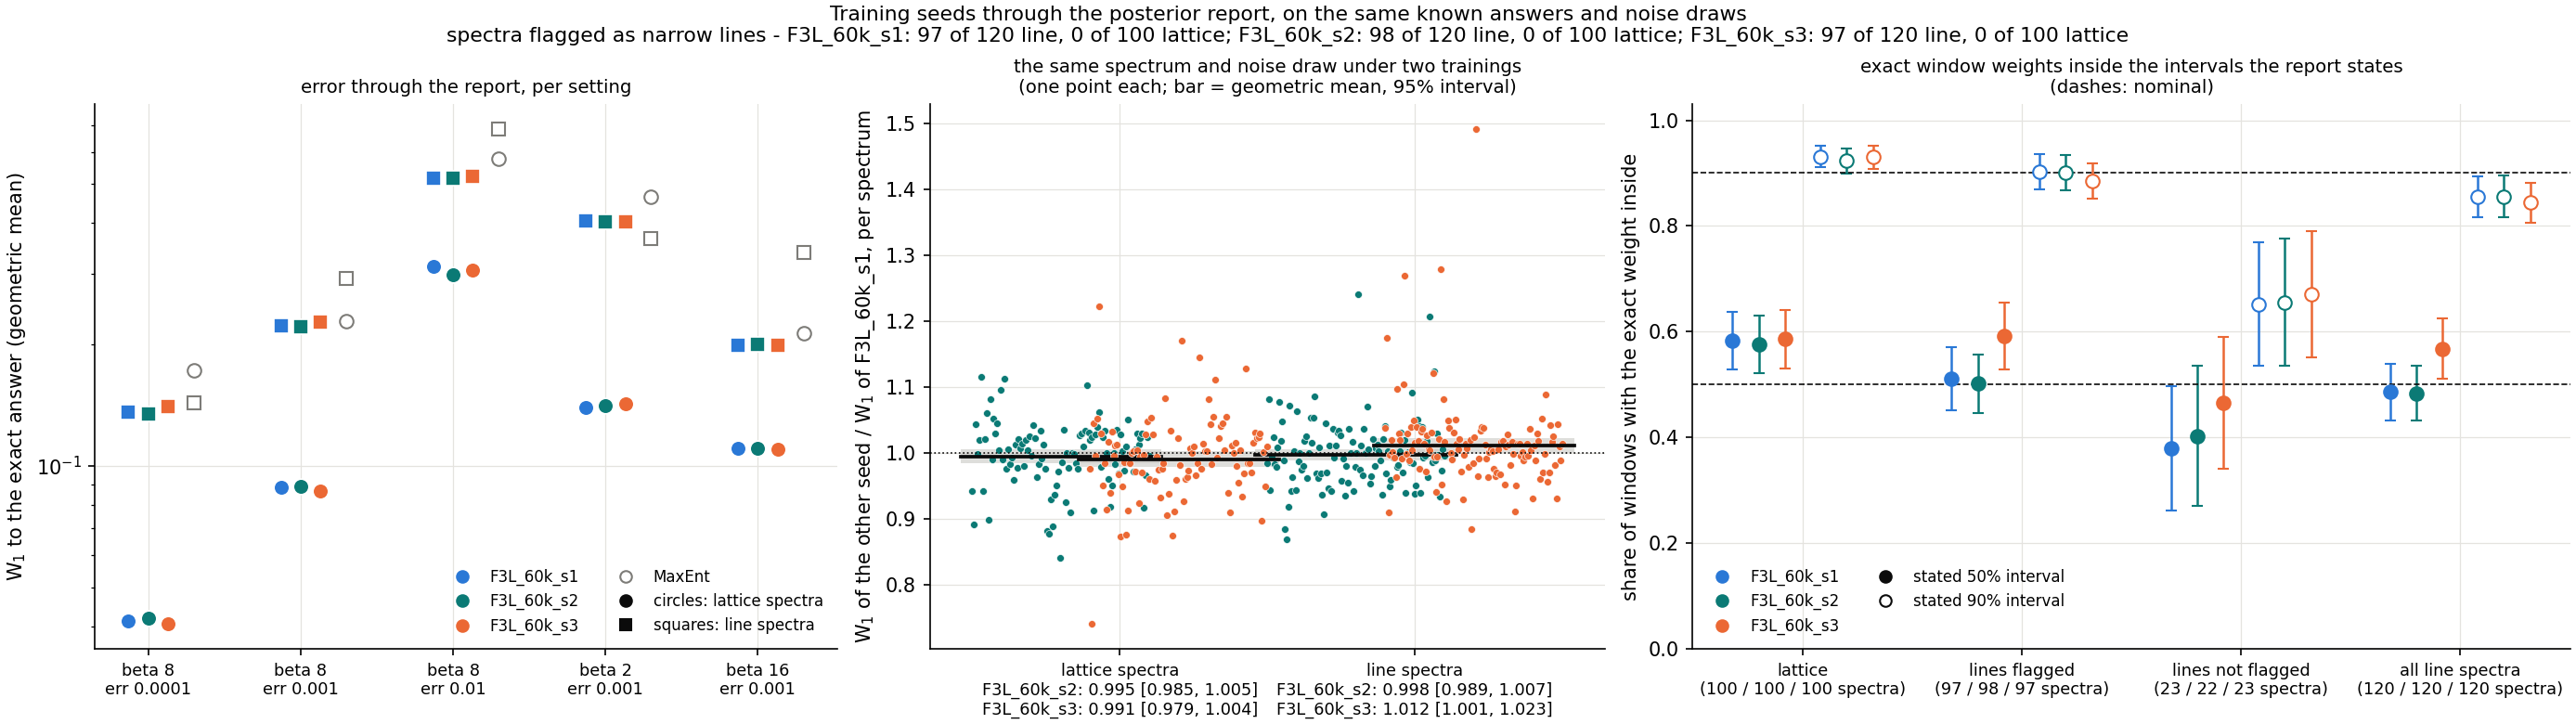 Training seeds through the posterior report, on the same known answers and noise draws
spectra flagged as narrow lines - F3L_60k_s1: 97 of 120 line, 0 of 100 lattice; F3L_60k_s2: 98 of 120 line, 0 of 100 lattice; F3L_60k_s3: 97 of 120 line, 0 of 100 lattice
error through the report, per setting
W1 to the exact answer (geometric mean)
10−1
F3L_60k_s1
F3L_60k_s2
F3L_60k_s3
MaxEnt
circles: lattice spectra
squares: line spectra
beta 8
err 0.0001
beta 8
err 0.001
beta 8
err 0.01
beta 2
err 0.001
beta 16
err 0.001
the same spectrum and noise draw under two trainings
(one point each; bar = geometric mean, 95% interval)
W1 of the other seed / W1 of F3L_60k_s1, per spectrum
1.5
1.4
1.3
1.2
1.1
1.0
0.9
0.8
lattice spectra
F3L_60k_s2: 0.995 [0.985, 1.005]
F3L_60k_s3: 0.991 [0.979, 1.004]
line spectra
F3L_60k_s2: 0.998 [0.989, 1.007]
F3L_60k_s3: 1.012 [1.001, 1.023]
exact window weights inside the intervals the report states
(dashes: nominal)
share of windows with the exact weight inside
1.0
0.8
0.6
0.4
0.2
0.0
F3L_60k_s1
F3L_60k_s2
F3L_60k_s3
stated 50% interval
stated 90% interval
lattice
(100 / 100 / 100 spectra)
lines flagged
(97 / 98 / 97 spectra)
lines not flagged
(23 / 22 / 23 spectra)
all line spectra
(120 / 120 / 120 spectra)